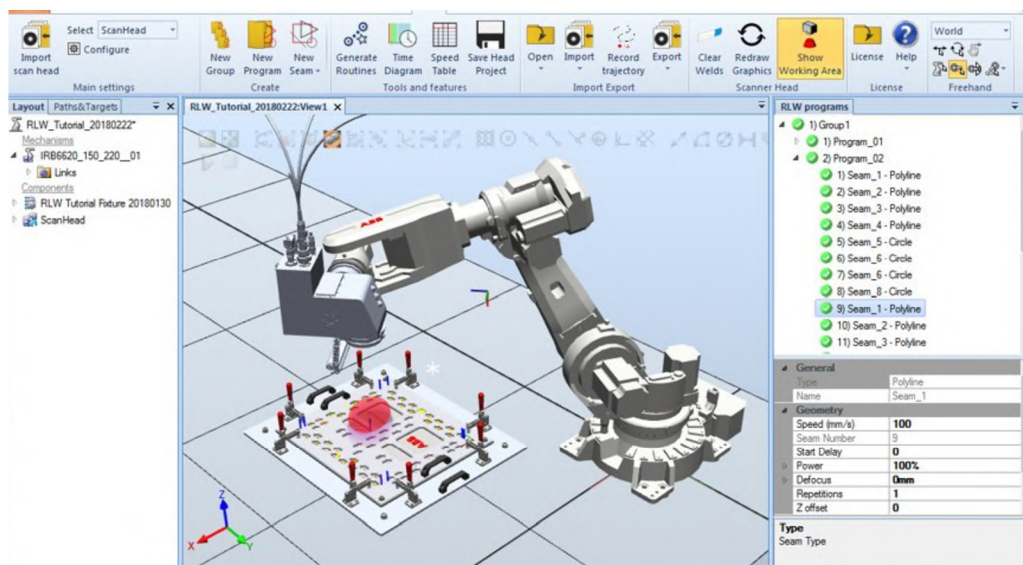 Import scan head
Select ScanHead
Configure
Main settings
New Group
New Program
New Seam
Create
Generate Routines
Time Diagram
Speed Table
Save Head Project
Tools and features
Open
Import
Record trajectory
Export
Import Export
Clear Welds
Redraw Graphics
Show Working Area
Scanner Head
License
Help
License
World
Freehand
Layout Paths&Targets
RLW_Tutorial_20180222*
Mechanisms
IRB6620_150_220__01
Links
Components
RLW Tutorial Fixture 20180130
ScanHead
RLW_Tutorial_20180222:View1
ABB
ABB
Z
X
Y
RLW programs
1) Group1
1) Program_01
2) Program_02
1) Seam_1 - Polyline
2) Seam_2 - Polyline
3) Seam_3 - Polyline
4) Seam_4 - Polyline
5) Seam_5 - Circle
6) Seam_6 - Circle
7) Seam_6 - Circle
8) Seam_8 - Circle
9) Seam_1 - Polyline
10) Seam_2 - Polyline
11) Seam_3 - Polyline
General
Type Polyline
Name Seam_1
Geometry
Speed (mm/s) 100
Seam Number 9
Start Delay 0
Power 100%
Defocus 0mm
Repetitions 1
Z offset 0
Type
Seam Type